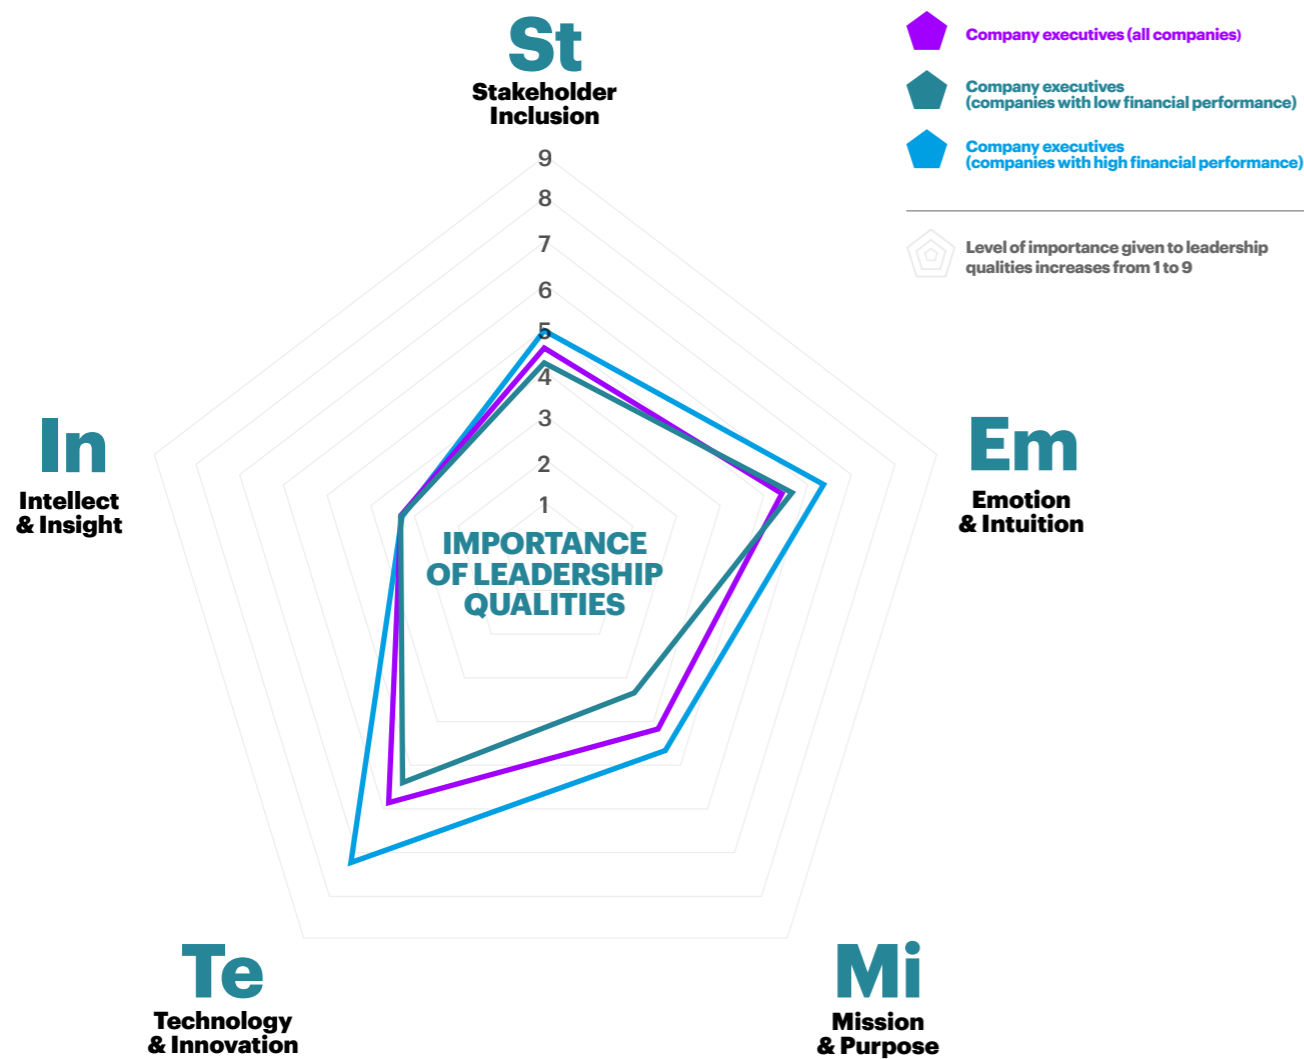 St
Stakeholder
Inclusion
Company executives (all companies)
Company executives
(companies with low financial performance)
Company executives
(companies with high financial performance)
Level of importance given to leadership
qualities increases from 1 to 9
9
8
7
6
5
4
3
2
1
IMPORTANCE
OF LEADERSHIP
QUALITIES
In
Intellect
& Insight
Em
Emotion
& Intuition
Te
Technology
& Innovation
Mi
Mission
& Purpose